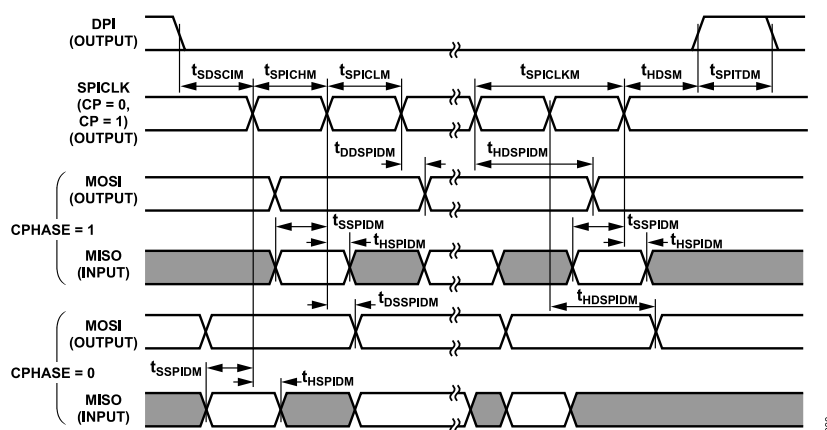 DPI
(OUTPUT)
tSDSCIM
tSPICHM
tSPICLM
tSPICLKM
tHDSM
tSPITDM
SPICLK
(CP = 0,
CP = 1)
(OUTPUT)
tDDSPIDM
tHDSPIDM
MOSI
(OUTPUT)
CPHASE = 1
tSSPIDM
tHSPIDM
tSSPIDM
tHSPIDM
MISO
(INPUT)
tDSSPIDM
tHDSPIDM
MOSI
(OUTPUT)
CPHASE = 0
tSSPIDM
tHSPIDM
MISO
(INPUT)